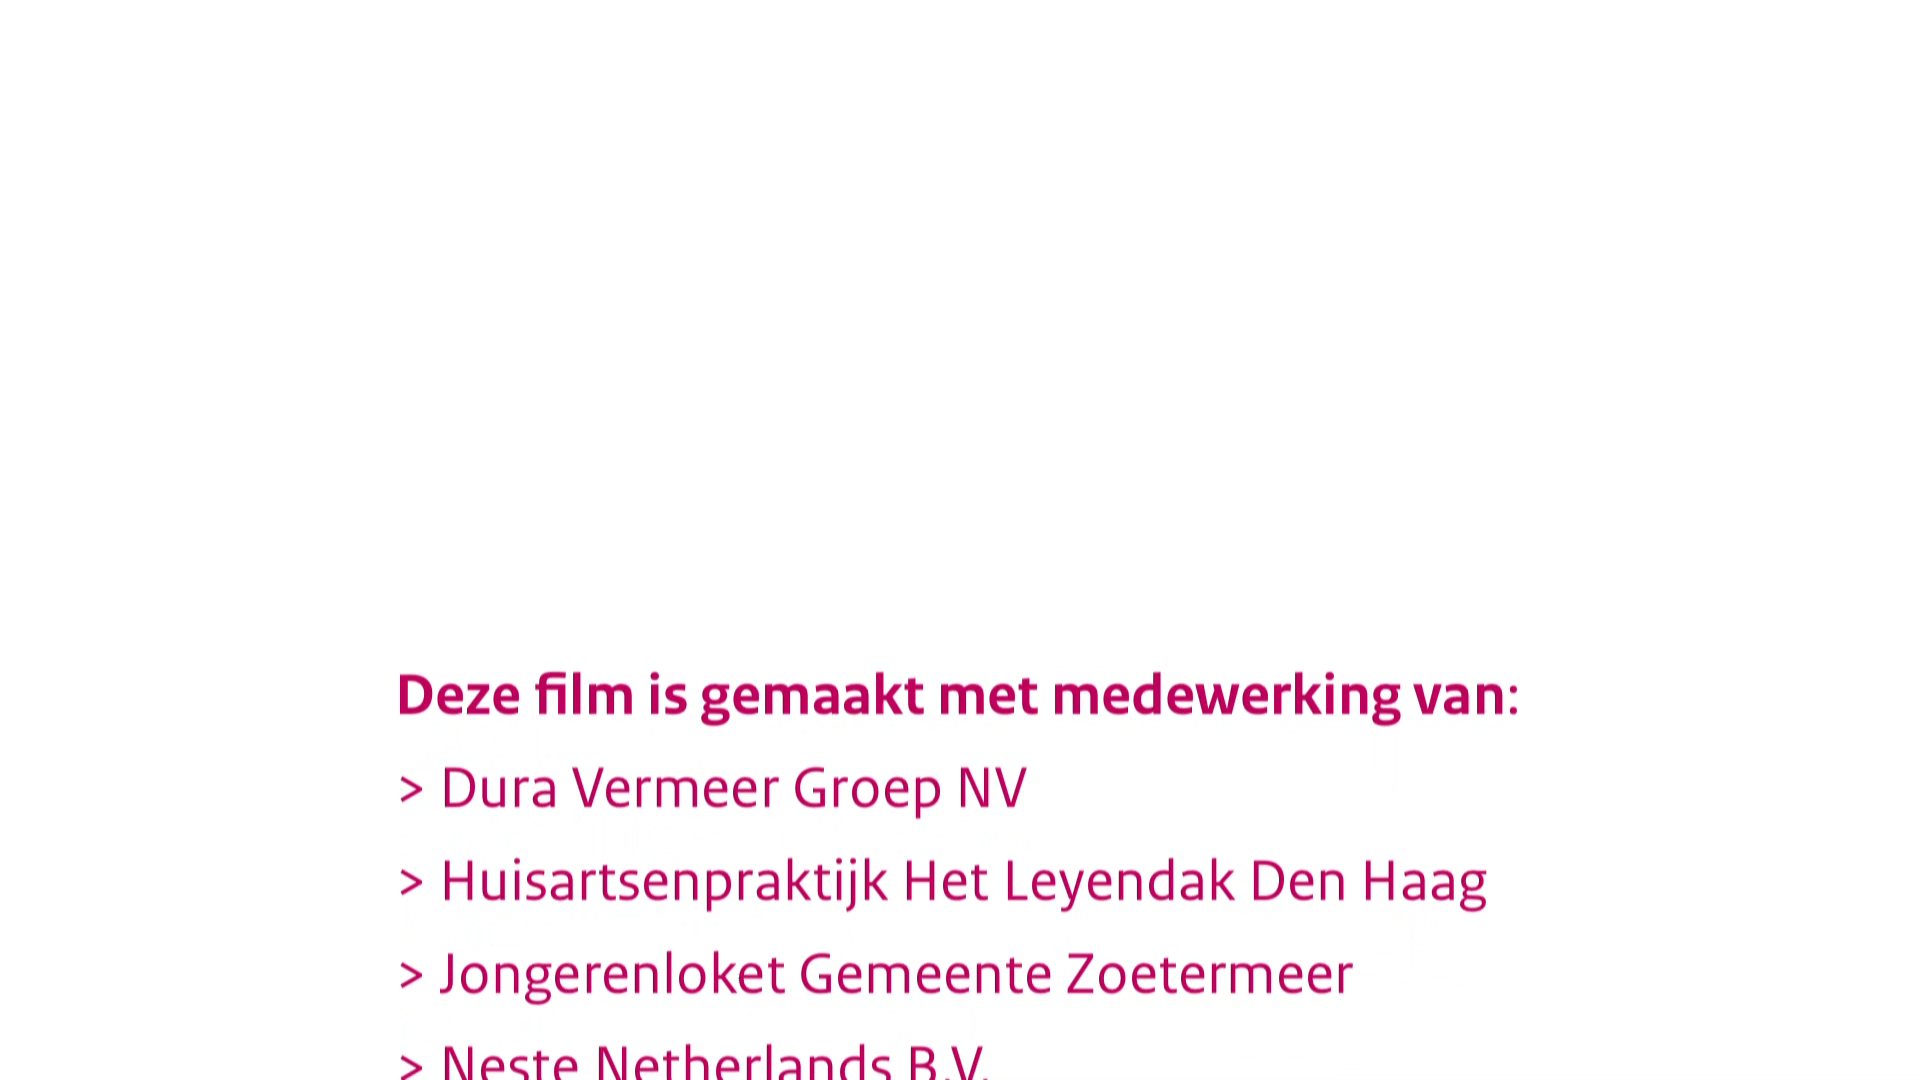 Deze film is gemaakt met medewerking van:
> Dura Vermeer Groep NV
> Huisartsenpraktijk Het Leyendak Den Haag
> Jongerenloket Gemeente Zoetermeer
> Neste Netherlands B.V.